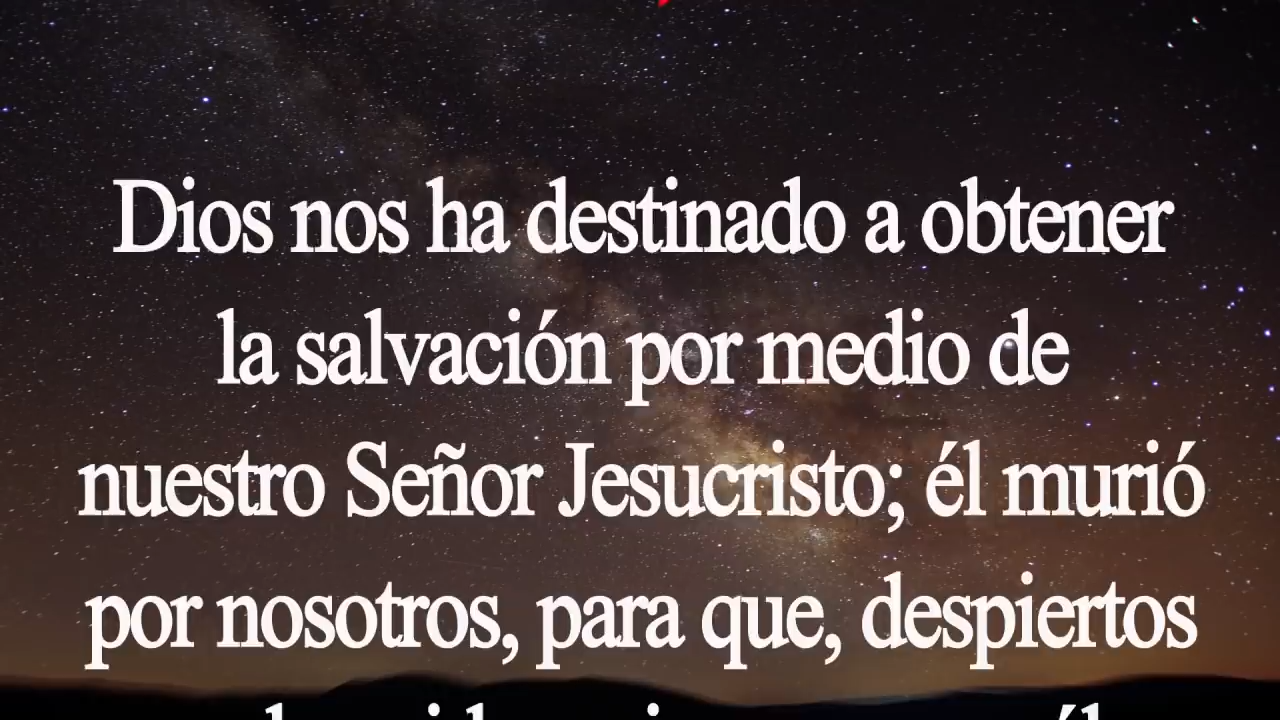 Dios nos ha destinado a obtener
la salvación por medio de
nuestro Señor Jesucristo; él murió
por nosotros, para que, despiertos